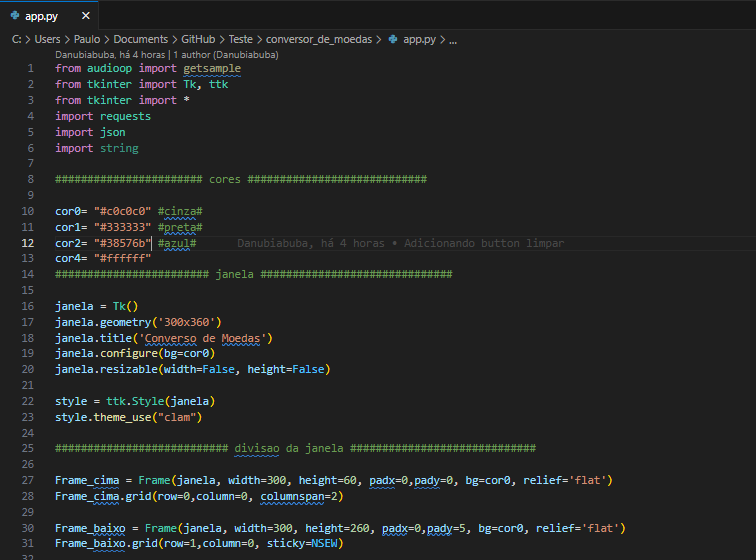 app.py ×
C: > Users > Paulo > Documents > GitHub > Teste > conversor_de_moedas > app.py > ...
Danubiabuba, há 4 horas | 1 author (Danubiabuba)
1 from audioop import getsample
2 from tkinter import Tk, ttk
3 from tkinter import *
4 import requests
5 import json
6 import string
7
8 ####################### cores ############################
9
10 cor0= "#c0c0c0" #cinza#
11 cor1= "#333333" #preta#
12 cor2= "#38576b" #azul# Danubiabuba, há 4 horas • Adicionando button limpar
13 cor4= "#ffffff"
14 ######################## janela ##############################
15
16 janela = Tk()
17 janela.geometry('300x360')
18 janela.title('Converso de Moedas')
19 janela.configure(bg=cor0)
20 janela.resizable(width=False, height=False)
21
22 style = ttk.Style(janela)
23 style.theme_use("clam")
24
25 ########################### divisao da janela #############################
26
27 Frame_cima = Frame(janela, width=300, height=60, padx=0,pady=0, bg=cor0, relief='flat')
28 Frame_cima.grid(row=0,column=0, columnspan=2)
29
30 Frame_baixo = Frame(janela, width=300, height=260, padx=0,pady=5, bg=cor0, relief='flat')
31 Frame_baixo.grid(row=1,column=0, sticky=NSEW)
32